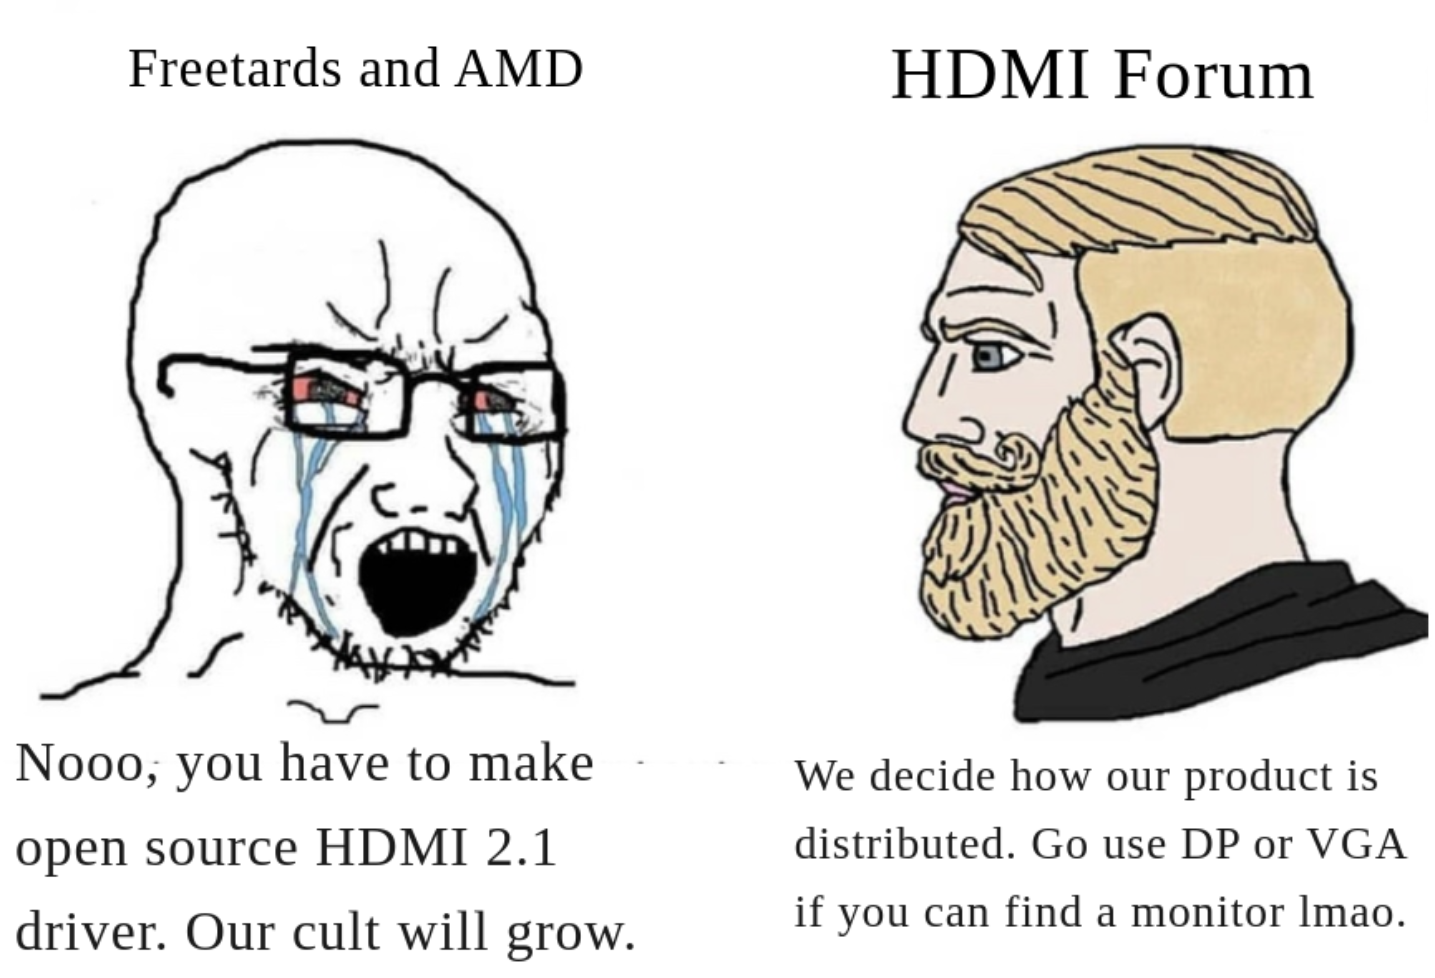 Freetards and AMD
HDMI Forum
Nooo, you have to make
open source HDMI 2.1
driver. Our cult will grow.
We decide how our product is
distributed. Go use DP or VGA
if you can find a monitor lmao.